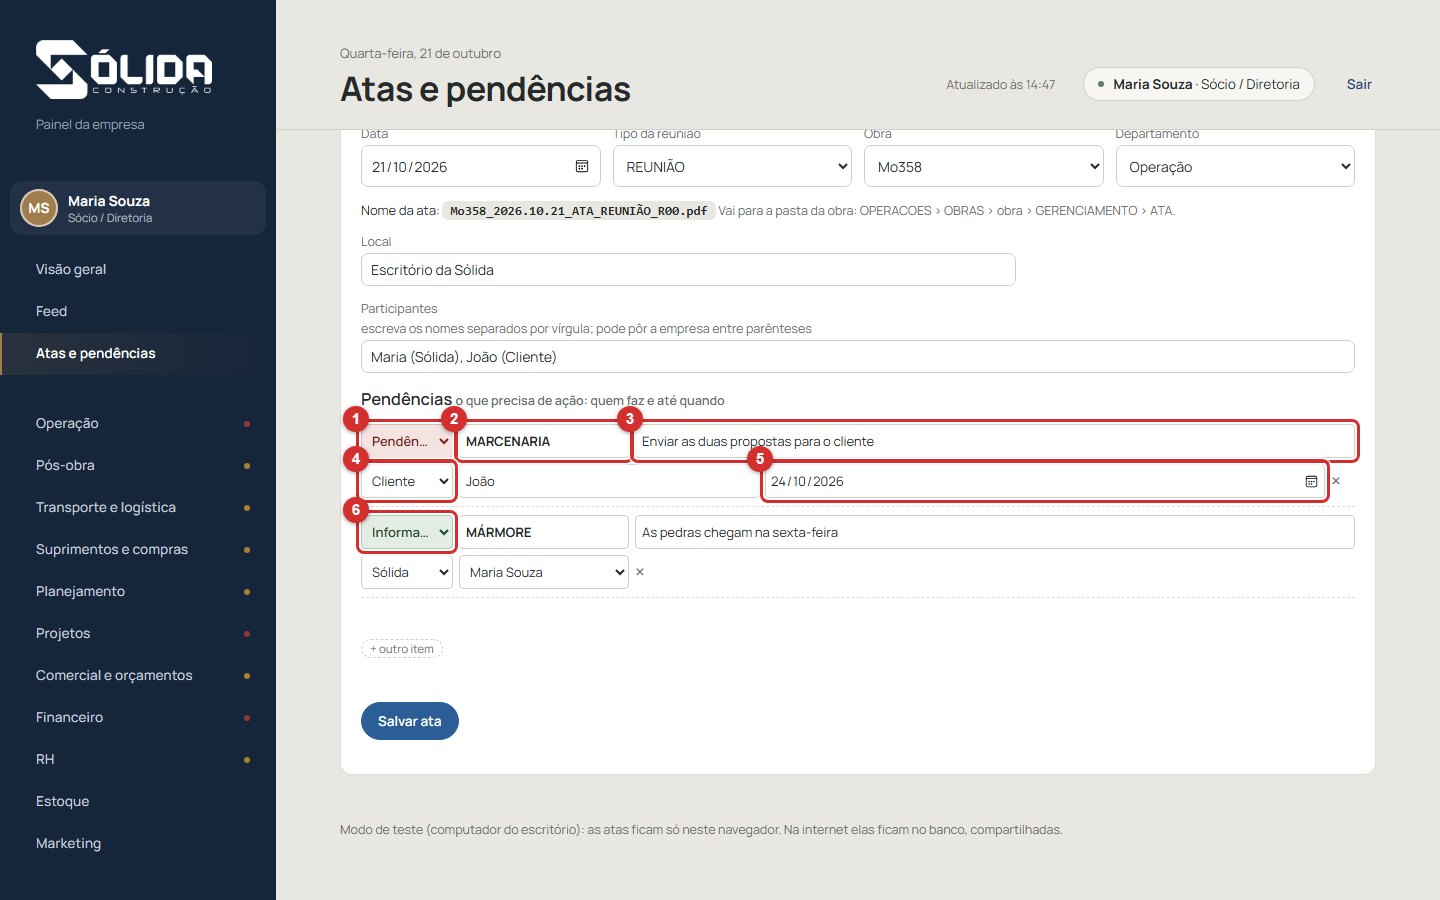 SÓLIDA
CONSTRUÇÃO
Painel da empresa
MS
Maria Souza
Sócio / Diretoria
Visão geral
Feed
Atas e pendências
Operação
Pós-obra
Transporte e logística
Suprimentos e compras
Planejamento
Projetos
Comercial e orçamentos
Financeiro
RH
Estoque
Marketing
Quarta-feira, 21 de outubro
Atas e pendências
Atualizado às 14:47
Maria Souza · Sócio / Diretoria
Sair
Data Tipo da reunião Obra Departamento
21/10/2026 REUNIÃO Mo358 Operação
Nome da ata: Mo358_2026.10.21_ATA_REUNIÃO_R00.pdf Vai para a pasta da obra: OPERACOES › OBRAS › obra › GERENCIAMENTO › ATA.
Local
Escritório da Sólida
Participantes
escreva os nomes separados por vírgula; pode pôr a empresa entre parênteses
Maria (Sólida), João (Cliente)
Pendências o que precisa de ação: quem faz e até quando
1 2 3
Pendên... MARCENARIA Enviar as duas propostas para o cliente
4 5
Cliente João 24/10/2026 ×
6
Informa... MÁRMORE As pedras chegam na sexta-feira
Sólida Maria Souza ×
+ outro item
Salvar ata
Modo de teste (computador do escritório): as atas ficam só neste navegador. Na internet elas ficam no banco, compartilhadas.